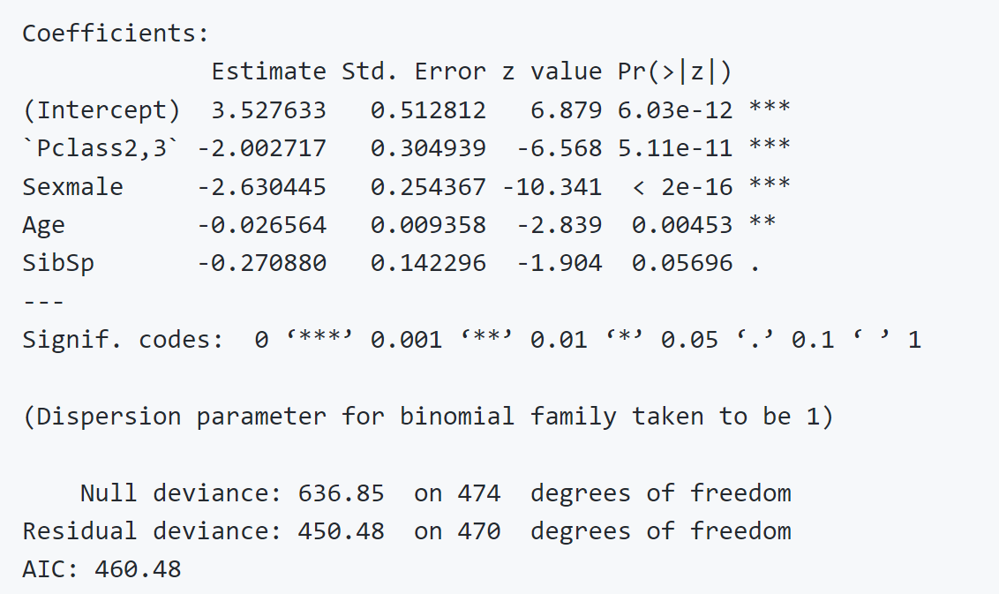 Coefficients:
             Estimate Std. Error z value Pr(>|z|)
(Intercept)  3.527633   0.512812   6.879 6.03e-12 ***
`Pclass2,3` -2.002717   0.304939  -6.568 5.11e-11 ***
Sexmale     -2.630445   0.254367 -10.341  < 2e-16 ***
Age         -0.026564   0.009358  -2.839  0.00453 **
SibSp       -0.270880   0.142296  -1.904  0.05696 .
---
Signif. codes:  0 ‘***’ 0.001 ‘**’ 0.01 ‘*’ 0.05 ‘.’ 0.1 ‘ ’ 1
(Dispersion parameter for binomial family taken to be 1)
    Null deviance: 636.85  on 474  degrees of freedom
Residual deviance: 450.48  on 470  degrees of freedom
AIC: 460.48